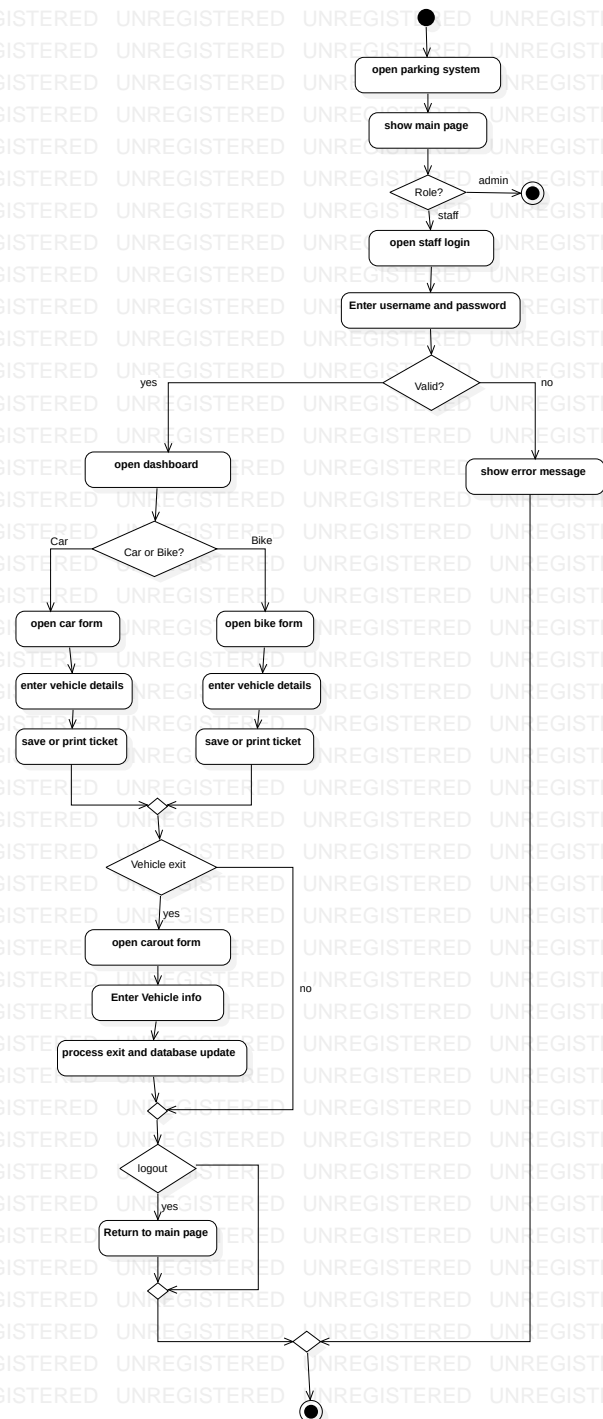 UNREGISTERED
open parking system
show main page
Role?
admin
staff
open staff login
Enter username and password
Valid?
yes
no
open dashboard
show error message
Car or Bike?
Car
Bike
open car form
open bike form
enter vehicle details
enter vehicle details
save or print ticket
save or print ticket
Vehicle exit
yes
open carout form
no
Enter Vehicle info
process exit and database update
logout
yes
Return to main page